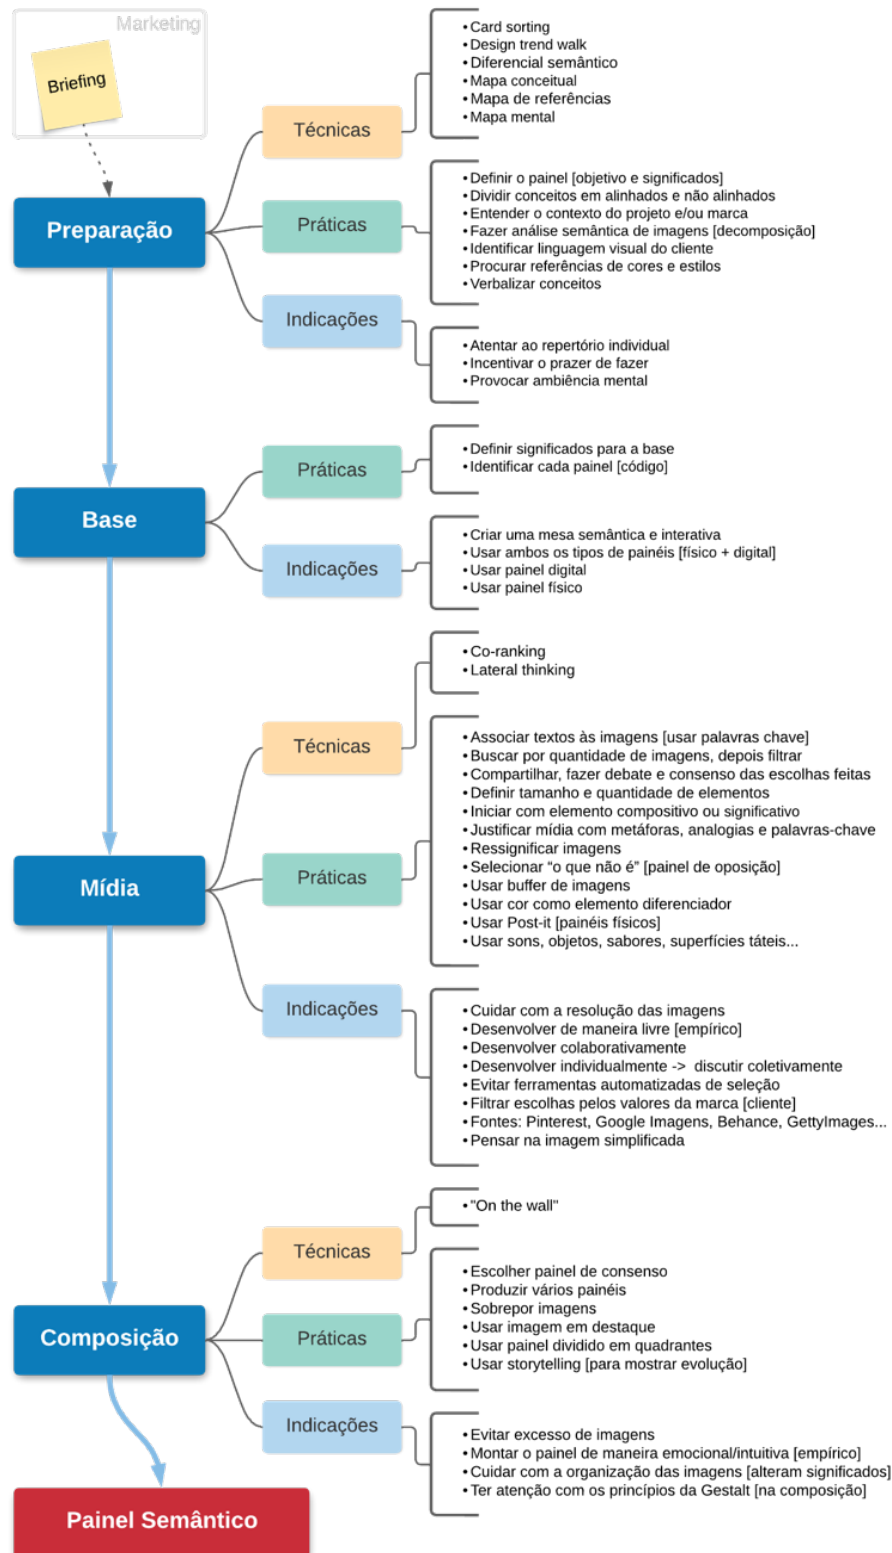 Marketing
Briefing
Preparação
Técnicas
• Card sorting
• Design trend walk
• Diferencial semântico
• Mapa conceitual
• Mapa de referências
• Mapa mental
Práticas
• Definir o painel [objetivo e significados]
• Dividir conceitos em alinhados e não alinhados
• Entender o contexto do projeto e/ou marca
• Fazer análise semântica de imagens [decomposição]
• Identificar linguagem visual do cliente
• Procurar referências de cores e estilos
• Verbalizar conceitos
Indicações
• Atentar ao repertório individual
• Incentivar o prazer de fazer
• Provocar ambiência mental
Base
Práticas
• Definir significados para a base
• Identificar cada painel [código]
Indicações
• Criar uma mesa semântica e interativa
• Usar ambos os tipos de painéis [físico + digital]
• Usar painel digital
• Usar painel físico
Mídia
Técnicas
• Co-ranking
• Lateral thinking
Práticas
• Associar textos às imagens [usar palavras chave]
• Buscar por quantidade de imagens, depois filtrar
• Compartilhar, fazer debate e consenso das escolhas feitas
• Definir tamanho e quantidade de elementos
• Iniciar com elemento compositivo ou significativo
• Justificar mídia com metáforas, analogias e palavras-chave
• Ressignificar imagens
• Selecionar “o que não é” [painel de oposição]
• Usar buffer de imagens
• Usar cor como elemento diferenciador
• Usar Post-it [painéis físicos]
• Usar sons, objetos, sabores, superfícies táteis...
Indicações
• Cuidar com a resolução das imagens
• Desenvolver de maneira livre [empírico]
• Desenvolver colaborativamente
• Desenvolver individualmente -> discutir coletivamente
• Evitar ferramentas automatizadas de seleção
• Filtrar escolhas pelos valores da marca [cliente]
• Fontes: Pinterest, Google Imagens, Behance, GettyImages...
• Pensar na imagem simplificada
Composição
Técnicas
• "On the wall"
Práticas
• Escolher painel de consenso
• Produzir vários painéis
• Sobrepor imagens
• Usar imagem em destaque
• Usar painel dividido em quadrantes
• Usar storytelling [para mostrar evolução]
Indicações
• Evitar excesso de imagens
• Montar o painel de maneira emocional/intuitiva [empírico]
• Cuidar com a organização das imagens [alteram significados]
• Ter atenção com os princípios da Gestalt [na composição]
Painel Semântico